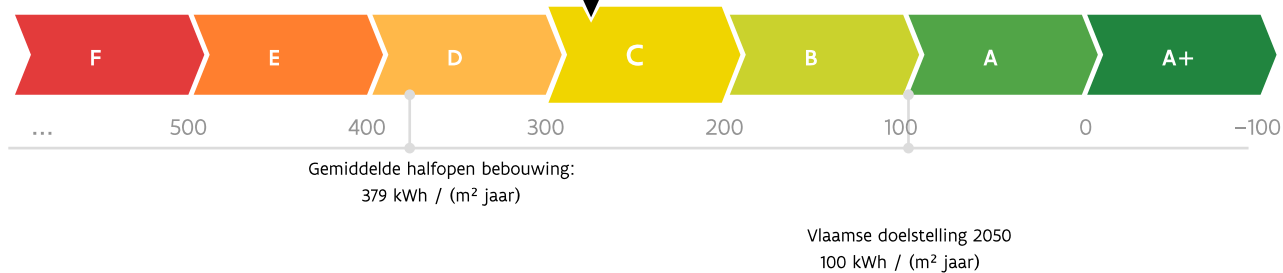 F E D C B A A+
... 500 400 300 200 100 0 −100
Gemiddelde halfopen bebouwing:
379 kWh / (m² jaar)
Vlaamse doelstelling 2050
100 kWh / (m² jaar)